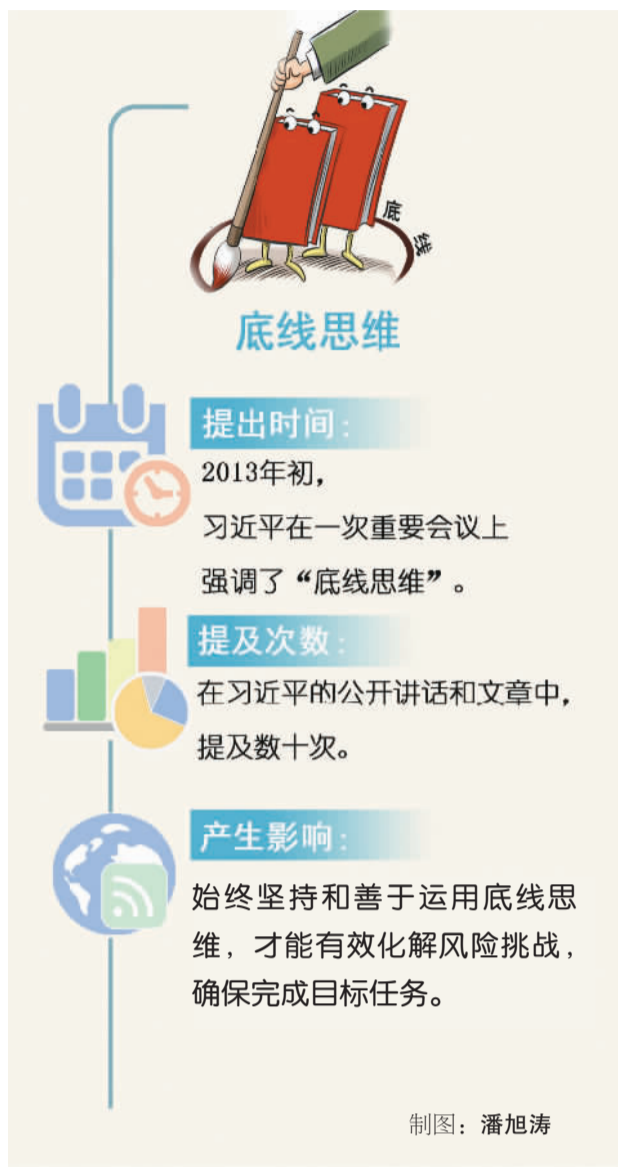 底线
底线思维
提出时间：
2013年初，
习近平在一次重要会议上
强调了“底线思维”。
提及次数：
在习近平的公开讲话和文章中，
提及数十次。
产生影响：
始终坚持和善于运用底线思
维，才能有效化解风险挑战，
确保完成目标任务。
制图：潘旭涛